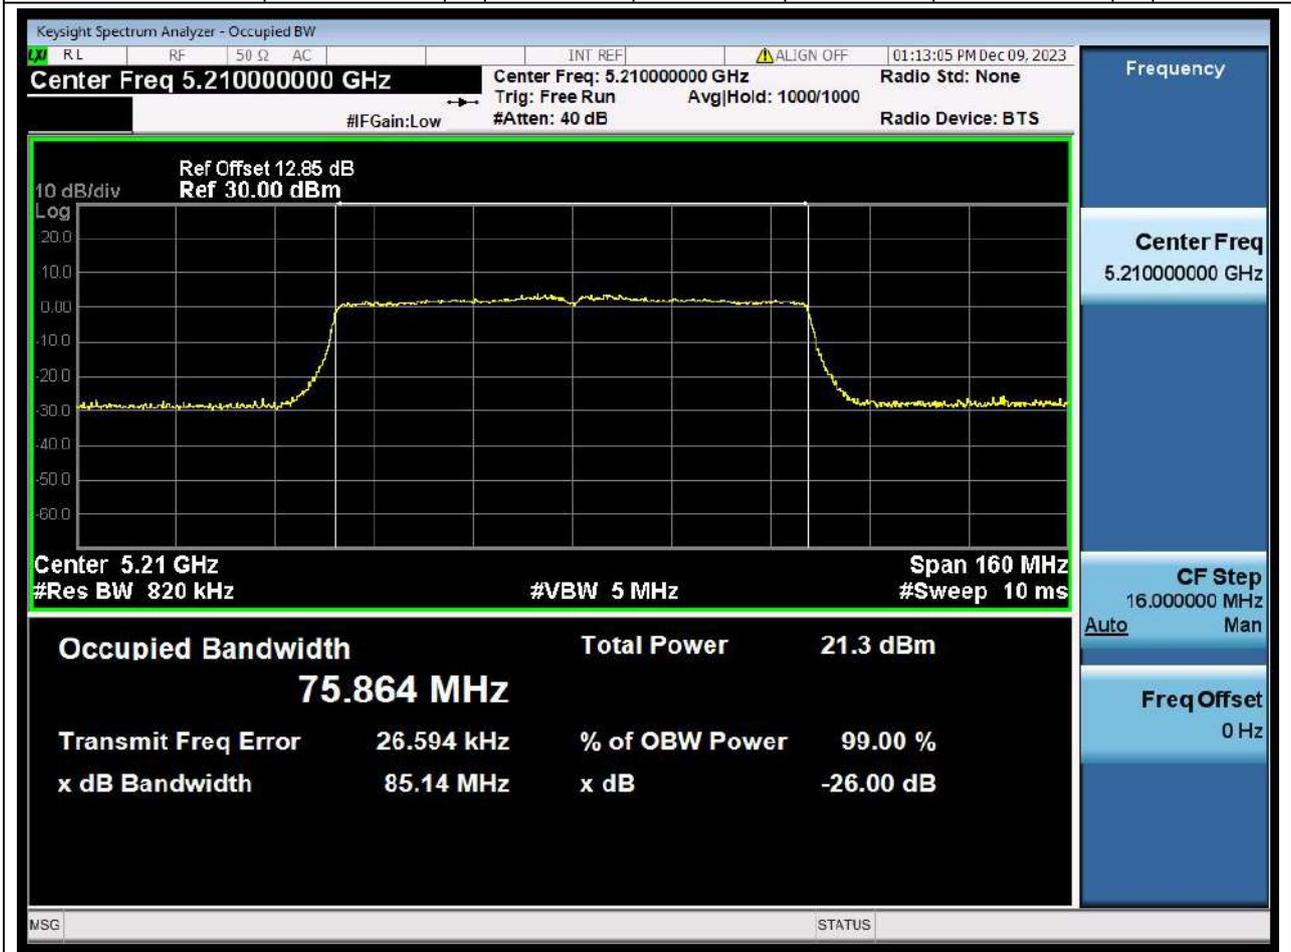 Keysight Spectrum Analyzer - Occupied BW
LXI RL RF 50 Ω AC INT REF ALIGN OFF 01:13:05 PM Dec 09, 2023
Center Freq 5.210000000 GHz
Center Freq: 5.210000000 GHz
Radio Std: None
Trig: Free Run Avg|Hold: 1000/1000
#IFGain:Low #Atten: 40 dB Radio Device: BTS
Ref Offset 12.85 dB
10 dB/div Ref 30.00 dBm
Log
20.0
10.0
0.00
-10.0
-20.0
-30.0
-40.0
-50.0
-60.0
Center 5.21 GHz Span 160 MHz
#Res BW 820 kHz #VBW 5 MHz #Sweep 10 ms
Occupied Bandwidth Total Power 21.3 dBm
75.864 MHz
Transmit Freq Error 26.594 kHz % of OBW Power 99.00 %
x dB Bandwidth 85.14 MHz x dB -26.00 dB
Frequency
Center Freq
5.210000000 GHz
CF Step
16.000000 MHz
Auto Man
Freq Offset
0 Hz
MSG STATUS